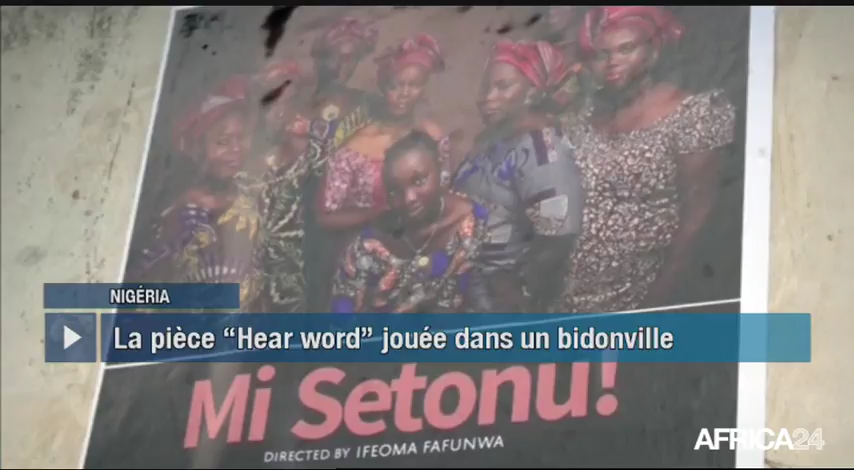 NIGÉRIA
La pièce “Hear word” jouée dans un bidonville
Mi Setonu!
DIRECTED BY IFEOMA FAFUNWA
AFRICA24